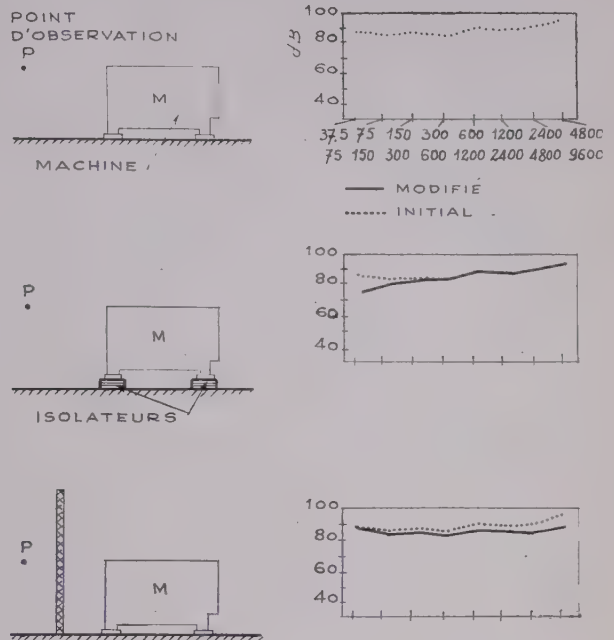 POINT
D'OBSERVATION
P
M
MACHINE
dB
100
80
60
40
37.5 75 150 300 600 1200 2400 4800
75 150 300 600 1200 2400 4800 9600
MODIFIÉ
INITIAL
P
M
ISOLATEURS
100
80
60
40
P
M
100
80
60
40